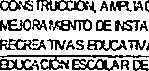 CONSTRUCCION, AMPLIAC
MEJORAMIENTO DE INSTA
RECREATIVAS EDUCATIVA
EDUCACIÓN ESCOLAR DE